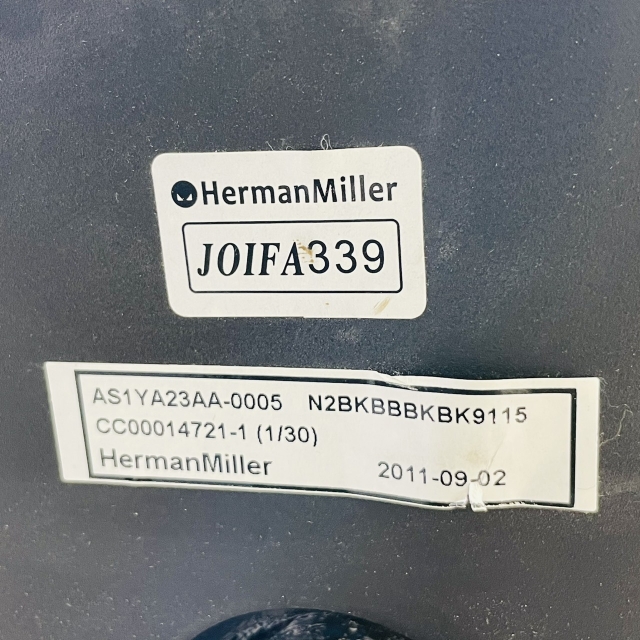 HermanMiller
JOIFA339
AS1YA23AA-0005 N2BKBBBKBK9115
CC00014721-1 (1/30)
HermanMiller 2011-09-02